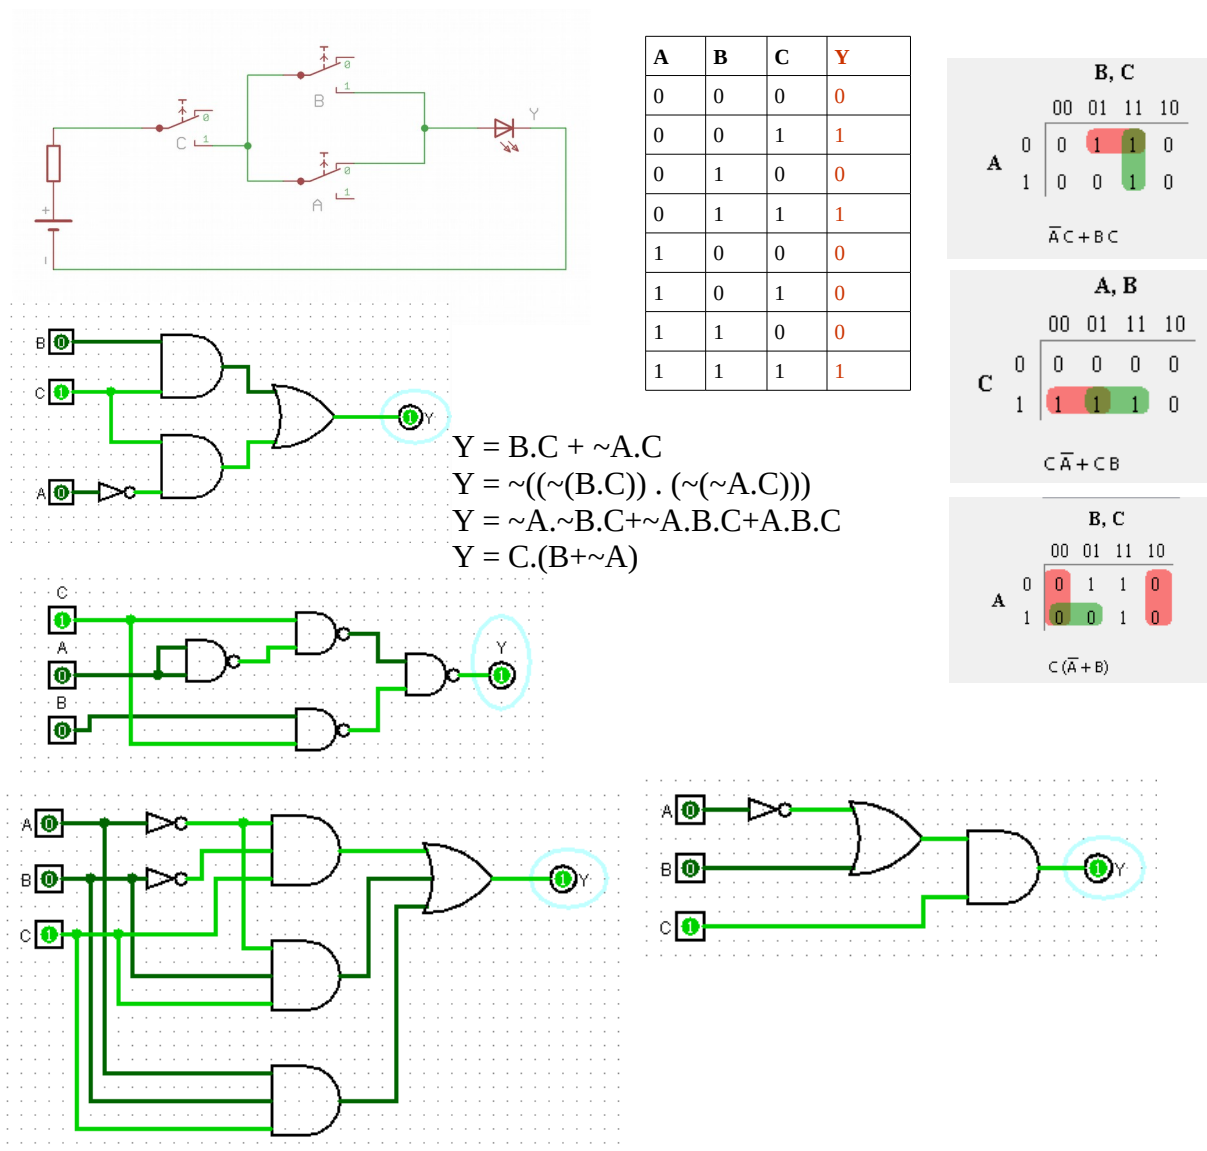 T
0
1
B
T
0
1
C
T
0
1
A
Y
+
A B C Y
0 0 0 0
0 0 1 1
0 1 0 0
0 1 1 1
1 0 0 0
1 0 1 0
1 1 0 0
1 1 1 1
B, C
00 01 11 10
A
0 0 1 1 0
1 0 0 1 0
A̅ C + B C
A, B
00 01 11 10
C
0 0 0 0 0
1 1 1 1 0
C A̅ + C B
B, C
00 01 11 10
A
0 0 1 1 0
1 0 0 1 0
C (A̅ + B)
B 0
C 1
A 0
1 Y
Y = B.C + ~A.C
Y = ~((~(B.C)) . (~(~A.C)))
Y = ~A.~B.C+~A.B.C+A.B.C
Y = C.(B+~A)
C
1
A
0
B
0
Y
1
A 0
B 0
C 1
1 Y
A 0
B 0
C 1
1 Y